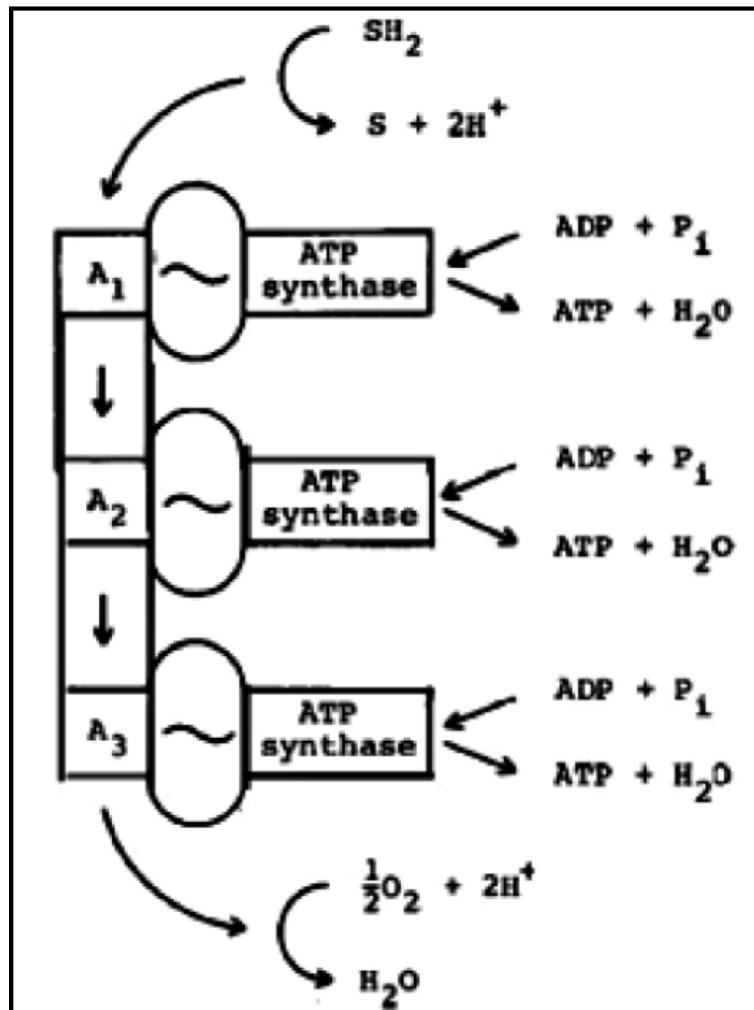 SH₂
S + 2H⁺
A₁
ATP
synthase
ADP + Pᵢ
ATP + H₂O
A₂
ATP
synthase
ADP + Pᵢ
ATP + H₂O
A₃
ATP
synthase
ADP + Pᵢ
ATP + H₂O
½O₂ + 2H⁺
H₂O